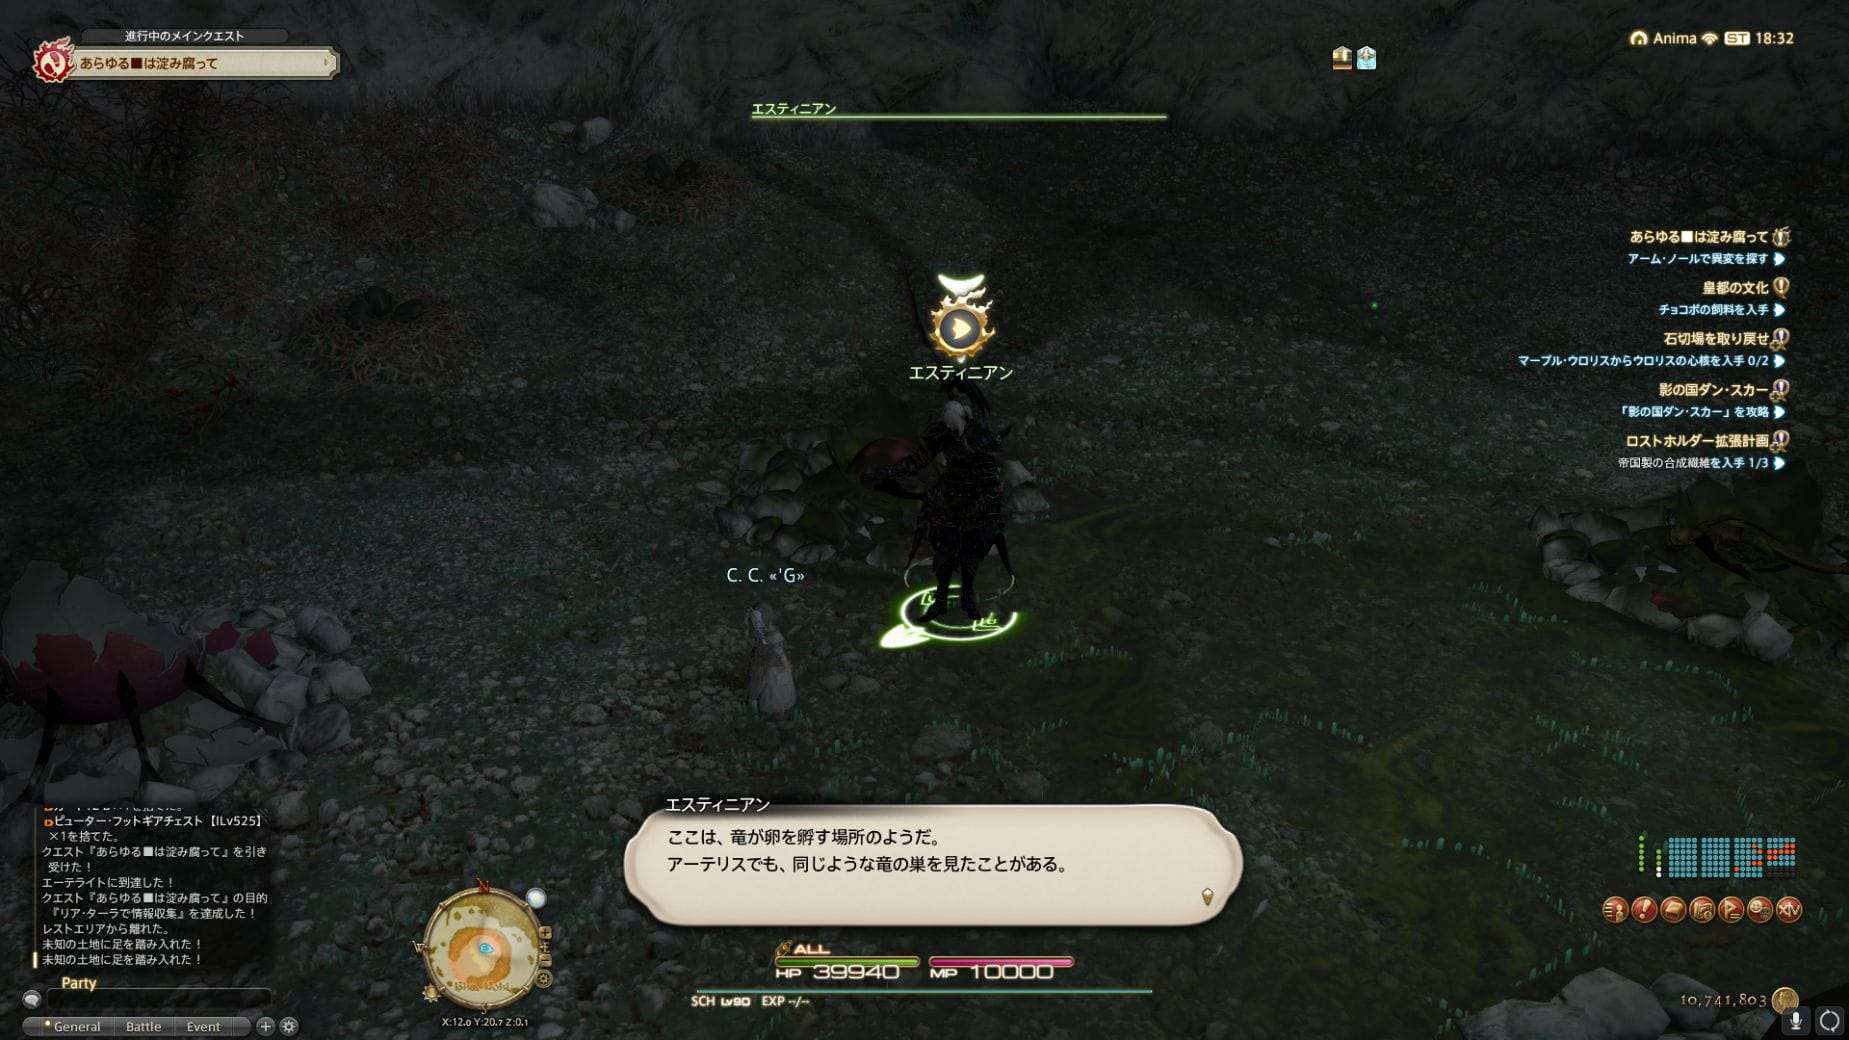 進行中のメインクエスト
あらゆる■は淀み腐って
Anima ST 18:32
エスティニアン
あらゆる■は淀み腐って
アーム・ノールで異変を探す
皇都の文化
チョコボの飼料を入手
石切場を取り戻せ
マーブル・ウロリスからウロリスの心核を入手 0/2
影の国ダン・スカー
「影の国ダン・スカー」を攻略
ロストホルダー拡張計画
帝国製の合成繊維を入手 1/3
エスティニアン
C. C. «'G»
エスティニアン
ここは、竜が卵を孵す場所のようだ。
アーテリスでも、同じような竜の巣を見たことがある。
ピューター・フットギアチェスト【ILv525】
×1を捨てた。
クエスト『あらゆる■は淀み腐って』を引き
受けた！
エーテライトに到達した！
クエスト『あらゆる■は淀み腐って』の目的
『リア・ターラで情報収集』を達成した！
レストエリアから離れた。
未知の土地に足を踏み入れた！
未知の土地に足を踏み入れた！
Party
General Battle Event
N
W
X:12.0 Y:20.7 Z:0.1
ALL
HP 39940 MP 10000
SCH Lv90 EXP --/--
XIV
10,741,803